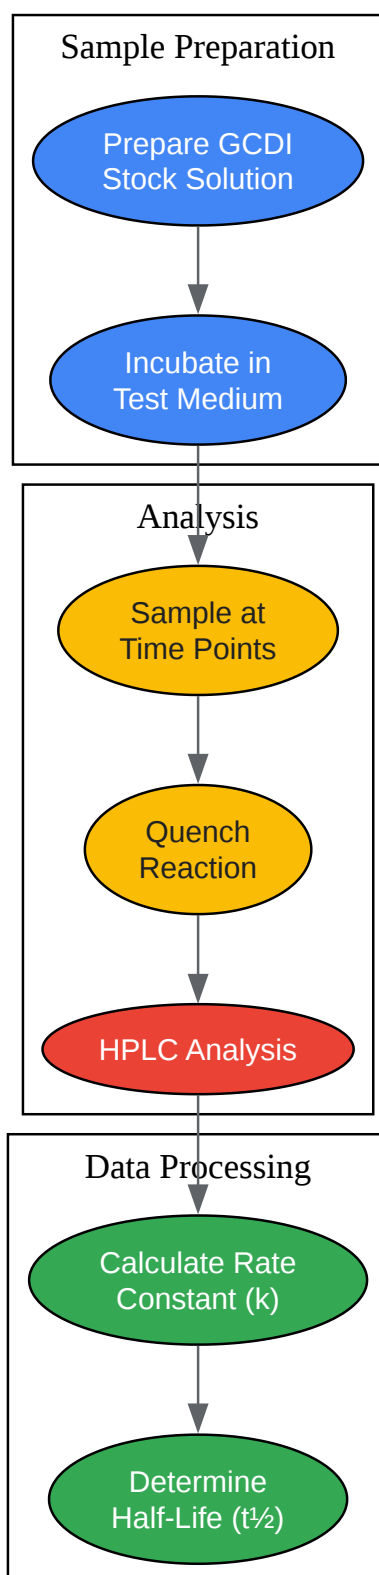 Sample Preparation
Prepare GCDI
Stock Solution
Incubate in
Test Medium
Analysis
Sample at
Time Points
Quench
Reaction
HPLC Analysis
Data Processing
Calculate Rate
Constant (k)
Determine
Half-Life (t½)